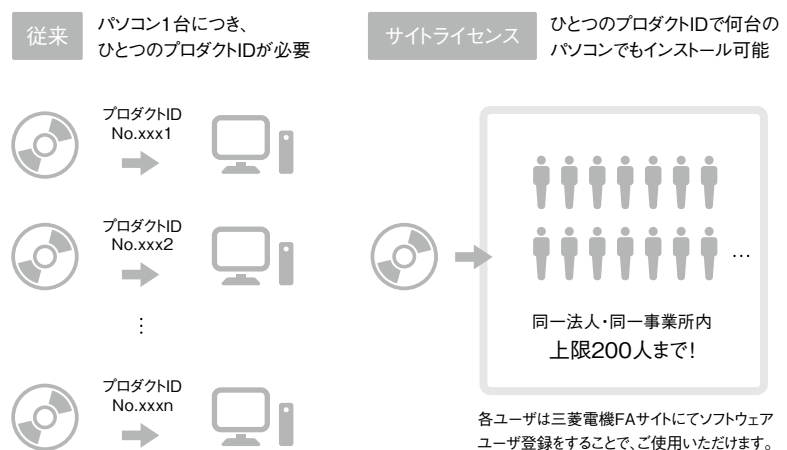 従来
パソコン1台につき、
ひとつのプロダクトIDが必要
プロダクトID
No.xxx1
プロダクトID
No.xxx2
⋮
プロダクトID
No.xxxn
サイトライセンス
ひとつのプロダクトIDで何台の
パソコンでもインストール可能
…
同一法人・同一事業所内
上限200人まで!
各ユーザは三菱電機FAサイトにてソフトウェア
ユーザ登録をすることで、ご使用いただけます。